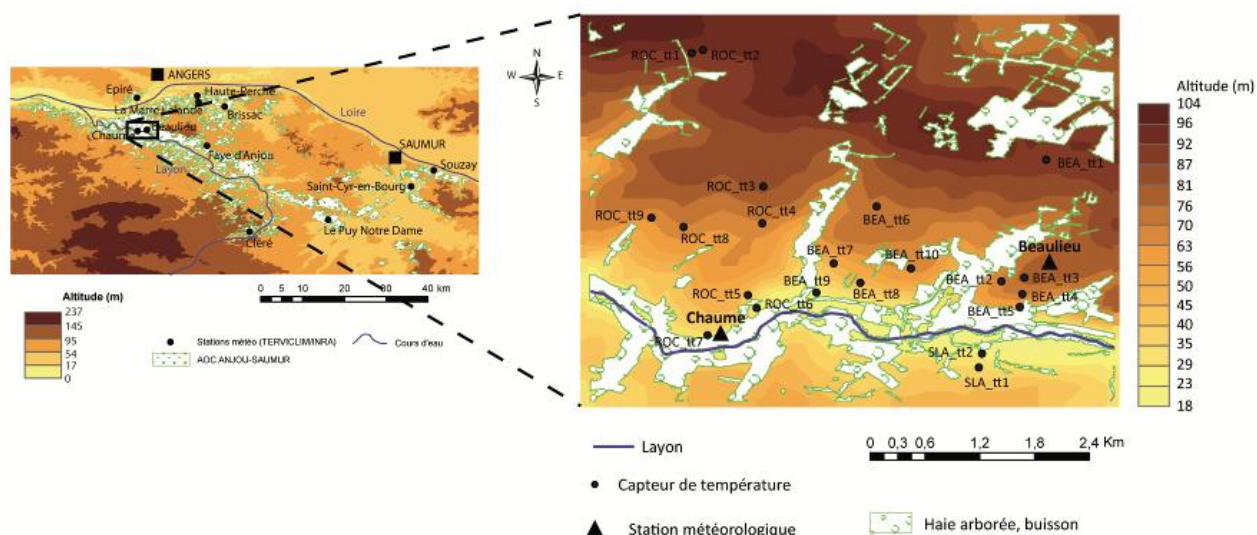 ANGERS
Epiré
Haute-Perche
La Marre Lalande
Brissac
Loire
Beaulieu
Chaume
SAUMUR
Faye d'Anjou
Layon
Souzay
Saint-Cyr-en-Bourg
Le Puy Notre Dame
Cléré
Altitude (m)
237
145
95
54
17
0
0 5 10 20 30 40 km
Stations météo (TERVICLIM/INRA)
Cours d'eau
AOC ANJOU-SAUMUR
N
W E
S
ROC_tt1
ROC_tt2
BEA_tt1
ROC_tt3
ROC_tt9
ROC_tt4
BEA_tt6
ROC_tt8
Beaulieu
BEA_tt7
BEA_tt10
BEA_tt9
BEA_tt8
BEA_tt2
BEA_tt3
ROC_tt5
BEA_tt4
ROC_tt6
BEA_tt5
Chaume
ROC_tt7
SLA_tt2
SLA_tt1
Altitude (m)
104
96
92
87
81
76
70
63
56
50
45
40
35
29
23
18
Layon
0 0,3 0,6 1,2 1,8 2,4 Km
Capteur de température
Station météorologique
Haie arborée, buisson